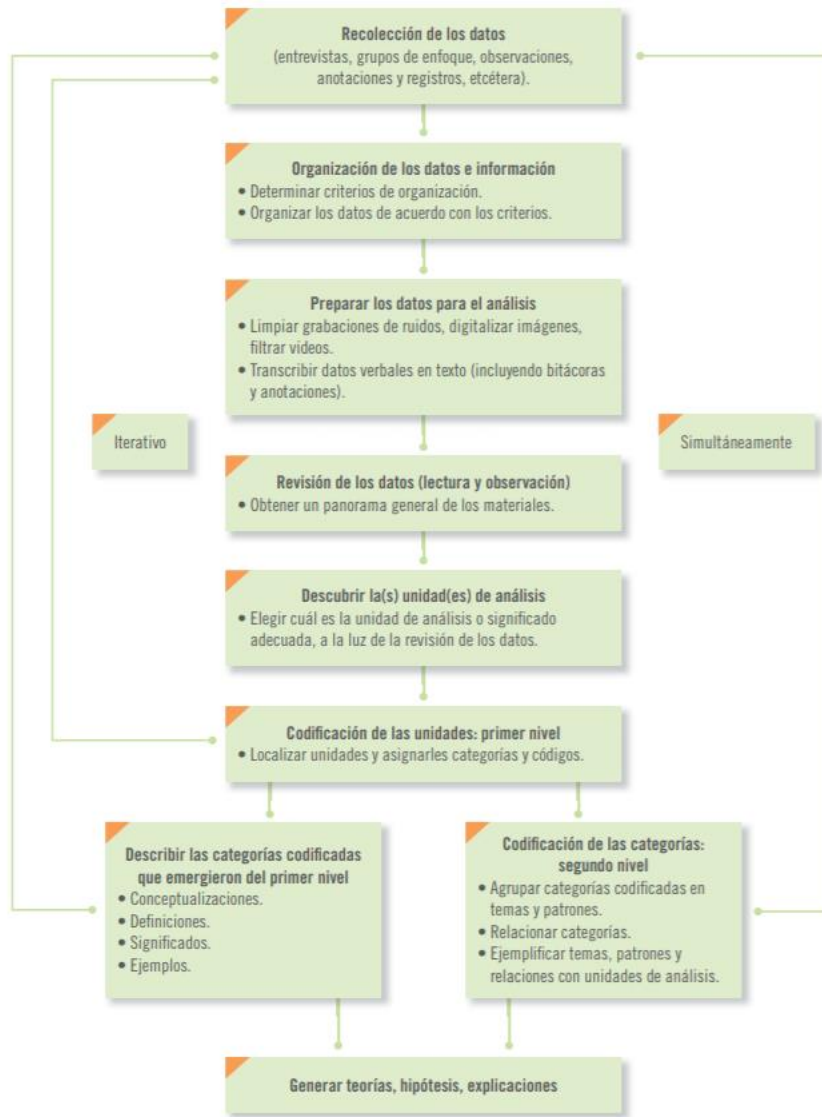 Recolección de los datos
(entrevistas, grupos de enfoque, observaciones,
anotaciones y registros, etcétera).
Organización de los datos e información
• Determinar criterios de organización.
• Organizar los datos de acuerdo con los criterios.
Preparar los datos para el análisis
• Limpiar grabaciones de ruidos, digitalizar imágenes,
filtrar videos.
• Transcribir datos verbales en texto (incluyendo bitácoras
y anotaciones).
Iterativo
Simultáneamente
Revisión de los datos (lectura y observación)
• Obtener un panorama general de los materiales.
Descubrir la(s) unidad(es) de análisis
• Elegir cuál es la unidad de análisis o significado
adecuada, a la luz de la revisión de los datos.
Codificación de las unidades: primer nivel
• Localizar unidades y asignarles categorías y códigos.
Describir las categorías codificadas
que emergieron del primer nivel
• Conceptualizaciones.
• Definiciones.
• Significados.
• Ejemplos.
Codificación de las categorías:
segundo nivel
• Agrupar categorías codificadas en
temas y patrones.
• Relacionar categorías.
• Ejemplificar temas, patrones y
relaciones con unidades de análisis.
Generar teorías, hipótesis, explicaciones